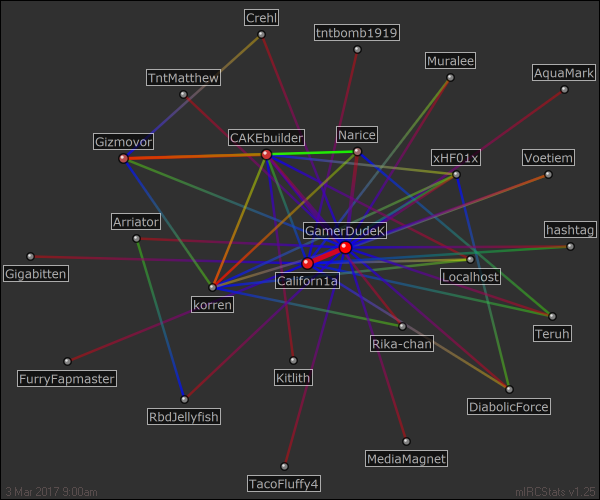 Crehl
tntbomb1919
Muralee
AquaMark
TntMatthew
Gizmovor
CAKEbuilder
Narice
xHF01x
Voetiem
Arriator
GamerDudeK
hashtag
Gigabitten
Californ1a
Localhost
korren
Teruh
Rika-chan
FurryFapmaster
Kitlith
DiabolicForce
RbdJellyfish
MediaMagnet
TacoFluffy4
3 Mar 2017 9:00am
mIRCStats v1.25